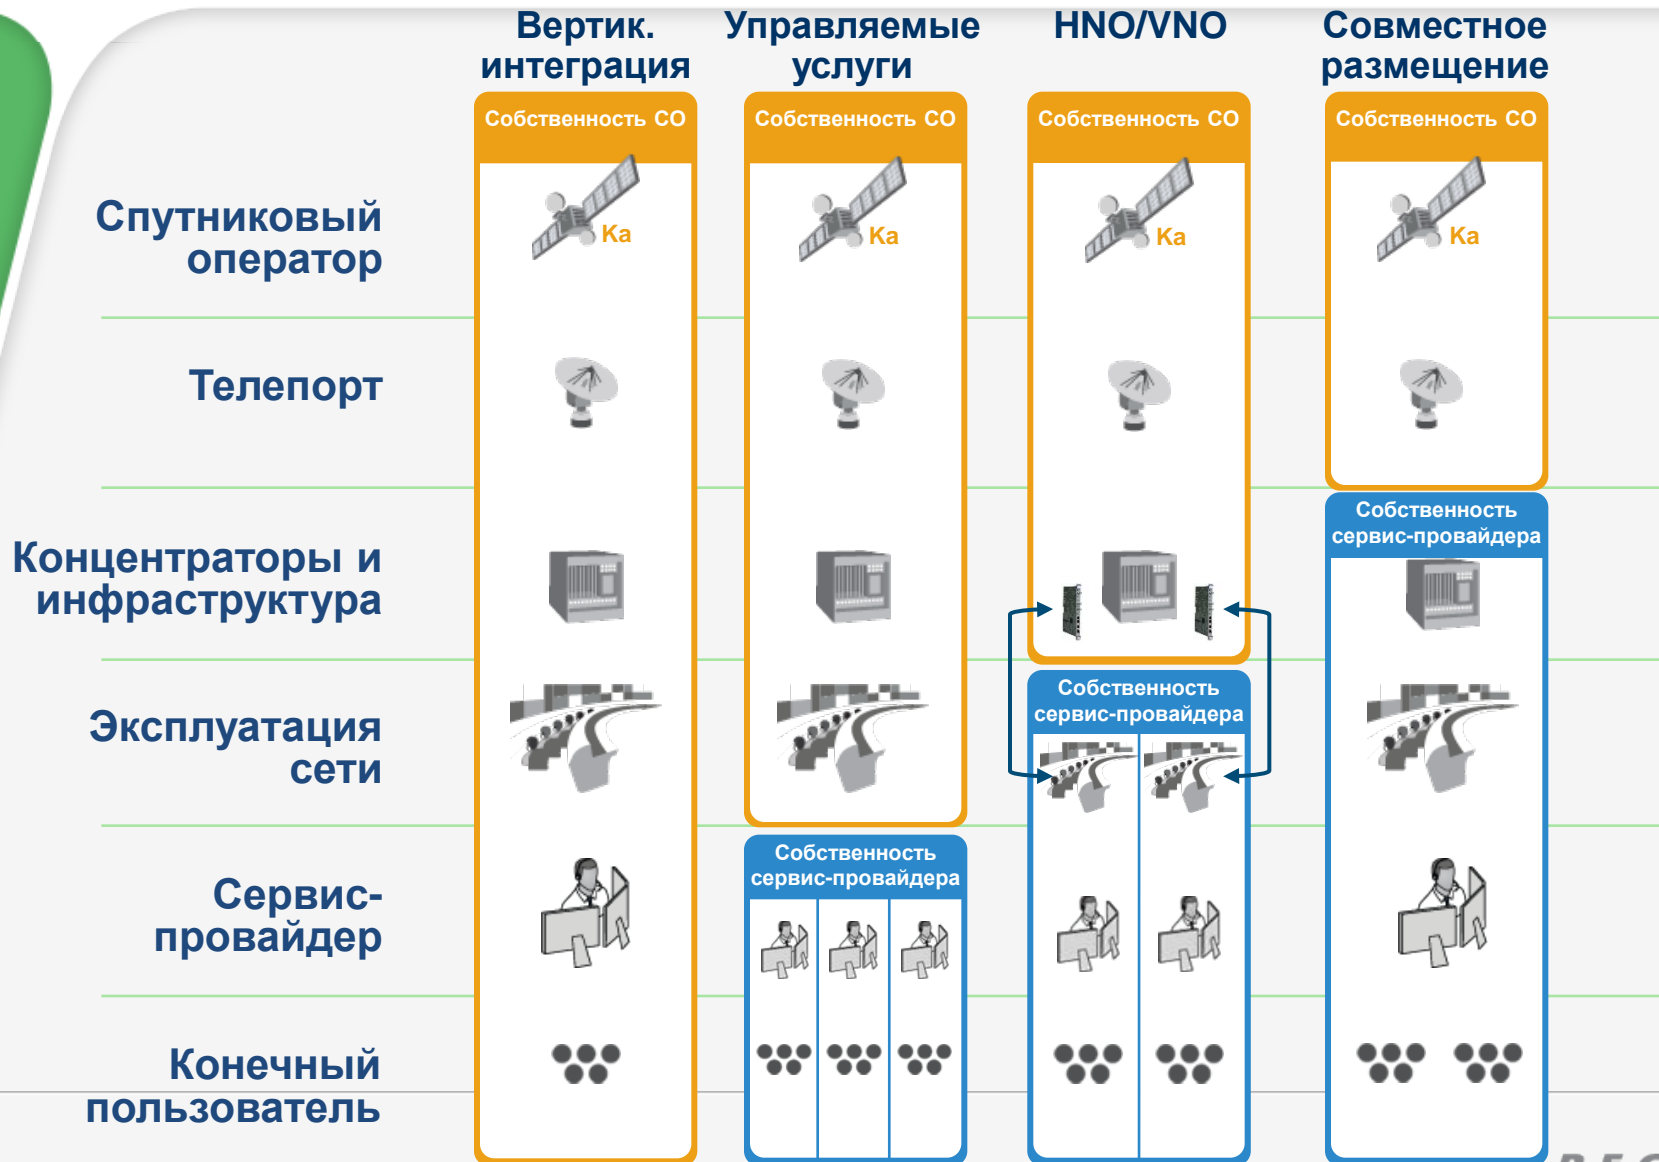 Вертик.
интеграция
Управляемые
услуги
HNO/VNO
Совместное
размещение
Собственность СО
Собственность СО
Собственность СО
Собственность СО
Спутниковый
оператор
Ka
Ka
Ka
Ka
Телепорт
Концентраторы и
инфраструктура
Собственность
сервис-провайдера
Эксплуатация
сети
Собственность
сервис-провайдера
Сервис-
провайдер
Собственность
сервис-провайдера
Конечный
пользователь